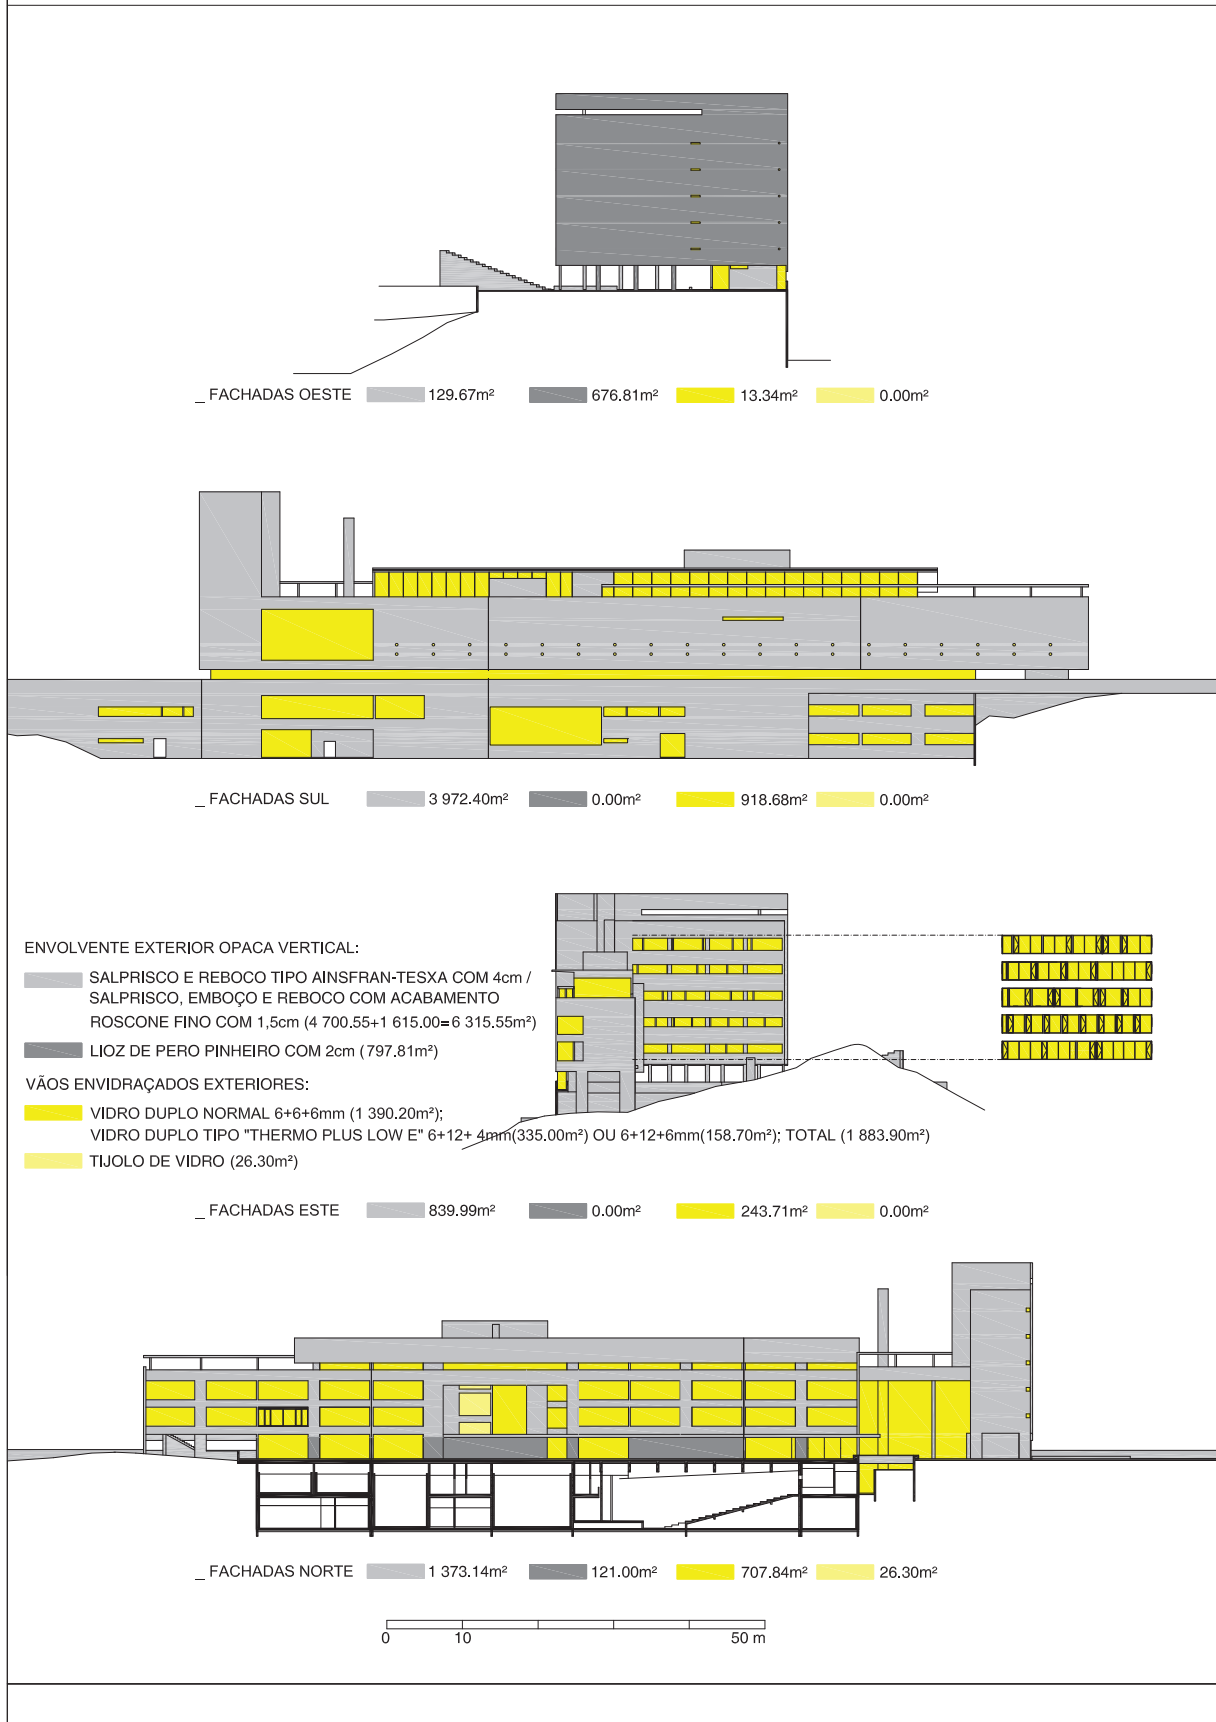 _ FACHADAS OESTE 129.67m² 676.81m² 13.34m² 0.00m²
_ FACHADAS SUL 3 972.40m² 0.00m² 918.68m² 0.00m²
ENVOLVENTE EXTERIOR OPACA VERTICAL:
SALPRISCO E REBOCO TIPO AINSFRAN-TESXA COM 4cm /
SALPRISCO, EMBOÇO E REBOCO COM ACABAMENTO
ROSCONE FINO COM 1,5cm (4 700.55+1 615.00=6 315.55m²)
LIOZ DE PERO PINHEIRO COM 2cm (797.81m²)
VÃOS ENVIDRAÇADOS EXTERIORES:
VIDRO DUPLO NORMAL 6+6+6mm (1 390.20m²);
VIDRO DUPLO TIPO "THERMO PLUS LOW E" 6+12+ 4mm(335.00m²) OU 6+12+6mm(158.70m²); TOTAL (1 883.90m²)
TIJOLO DE VIDRO (26.30m²)
_ FACHADAS ESTE 839.99m² 0.00m² 243.71m² 0.00m²
_ FACHADAS NORTE 1 373.14m² 121.00m² 707.84m² 26.30m²
0 10 50 m